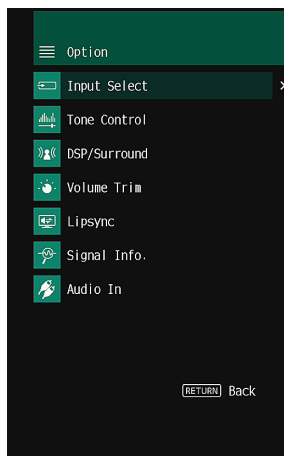 Option
Input Select
Tone Control
DSP/Surround
Volume Trim
Lipsync
Signal Info.
Audio In
RETURN Back